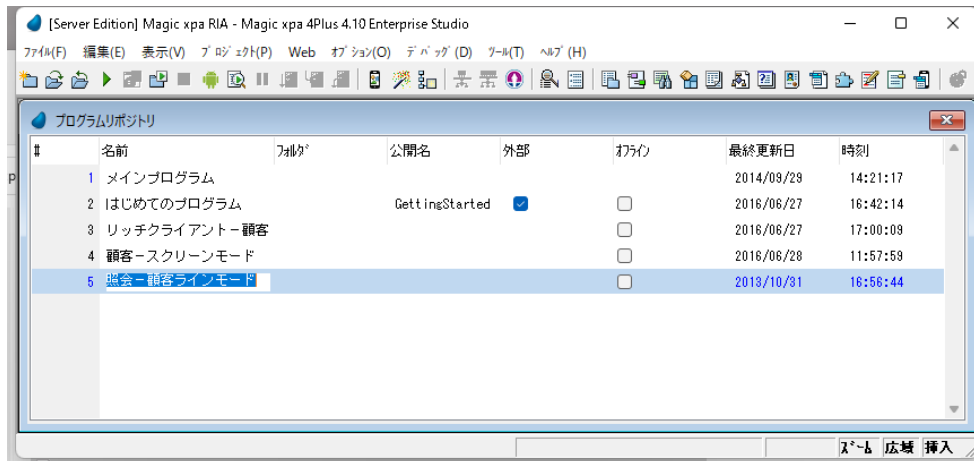 [Server Edition] Magic xpa RIA - Magic xpa 4Plus 4.10 Enterprise Studio
ﾌｧｲﾙ(F) 編集(E) 表示(V) ﾌﾟﾛｼﾞｪｸﾄ(P) Web ｵﾌﾟｼｮﾝ(O) ﾃﾞﾊﾞｯｸﾞ(D) ﾂｰﾙ(T) ﾍﾙﾌﾟ(H)
プログラムリポジトリ
# 名前 ﾌｫﾙﾀﾞ 公開名 外部 ｵﾌﾗｲﾝ 最終更新日 時刻
1 メインプログラム 2014/09/29 14:21:17
2 はじめてのプログラム GettingStarted 2016/06/27 16:42:14
3 リッチクライアント－顧客 2016/06/27 17:00:09
4 顧客－スクリーンモード 2016/06/28 11:57:59
5 照会－顧客ラインモード 2013/10/31 16:56:44
ｽﾞｰﾑ 広域 挿入